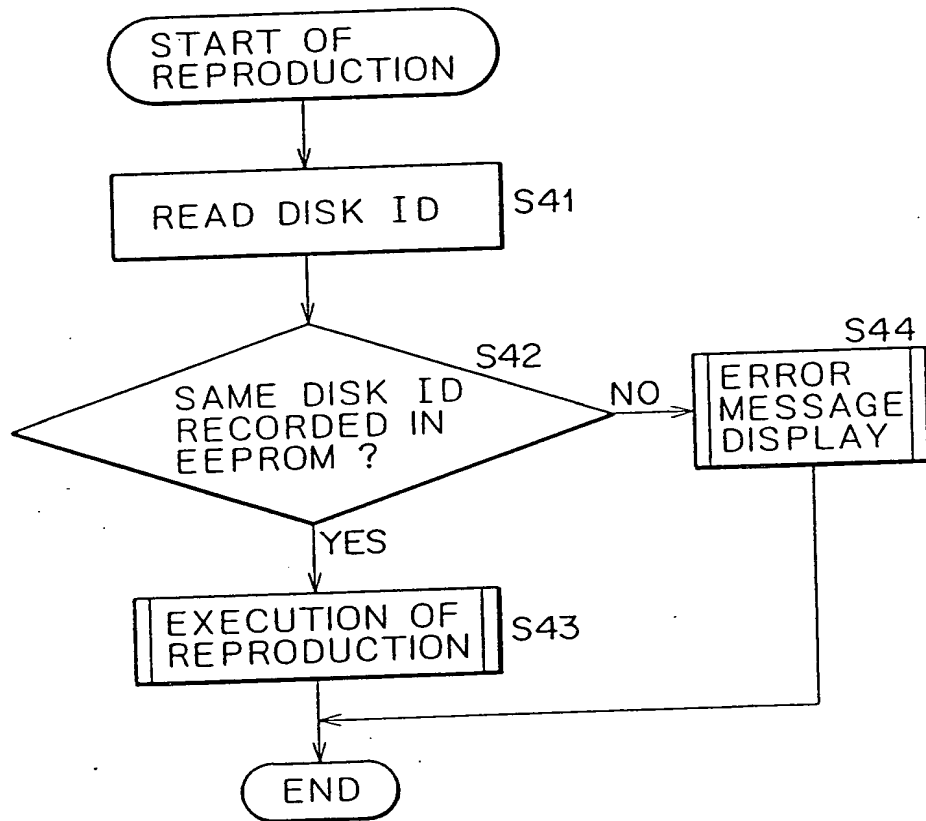 START OF
REPRODUCTION
READ DISK ID
S41
S42
SAME DISK ID
RECORDED IN
EEPROM ?
NO
S44
ERROR
MESSAGE
DISPLAY
YES
EXECUTION OF
REPRODUCTION
S43
END